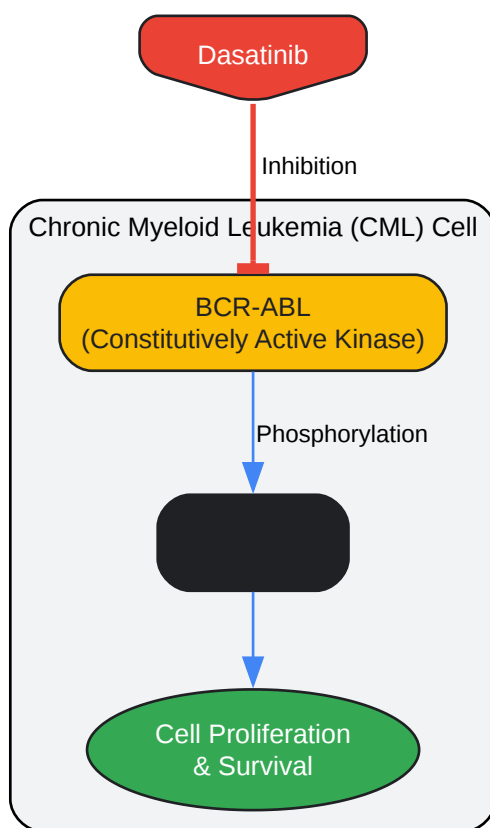 Dasatinib
Inhibition
Chronic Myeloid Leukemia (CML) Cell
BCR-ABL
(Constitutively Active Kinase)
Phosphorylation
Cell Proliferation
& Survival